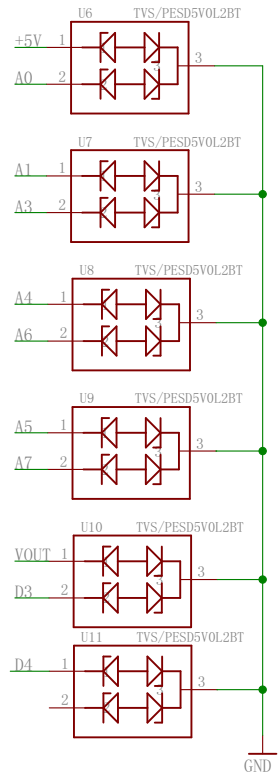 U6 TVS/PESD5V0L2BT
+5V 1
3
A0 2
U7 TVS/PESD5V0L2BT
A1 1
3
A3 2
U8 TVS/PESD5V0L2BT
A4 1
3
A6 2
U9 TVS/PESD5V0L2BT
A5 1
3
A7 2
U10 TVS/PESD5V0L2BT
VOUT 1
3
D3 2
U11 TVS/PESD5V0L2BT
D4 1
3
2
GND